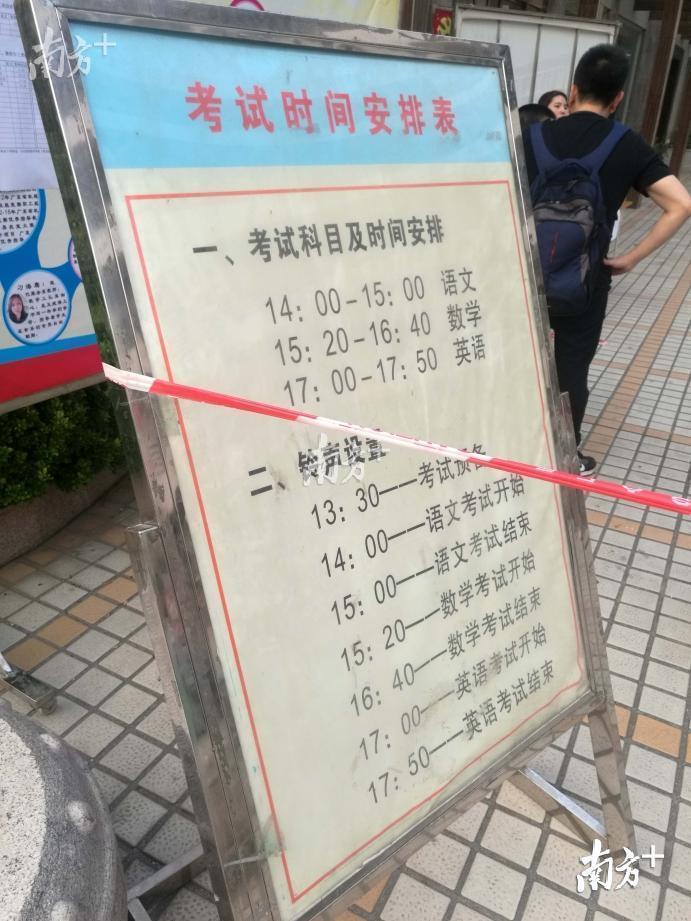 南方+
考试时间安排表
一、考试科目及时间安排
14：00－15：00 语文
15：20－16：40 数学
17：00－17：50 英语
二 铃声设置
13：30——考试预备
14：00——语文考试开始
15：00——语文考试结束
15：20——数学考试开始
16：40——数学考试结束
17：00——英语考试开始
17：50——英语考试结束
南方
南方+